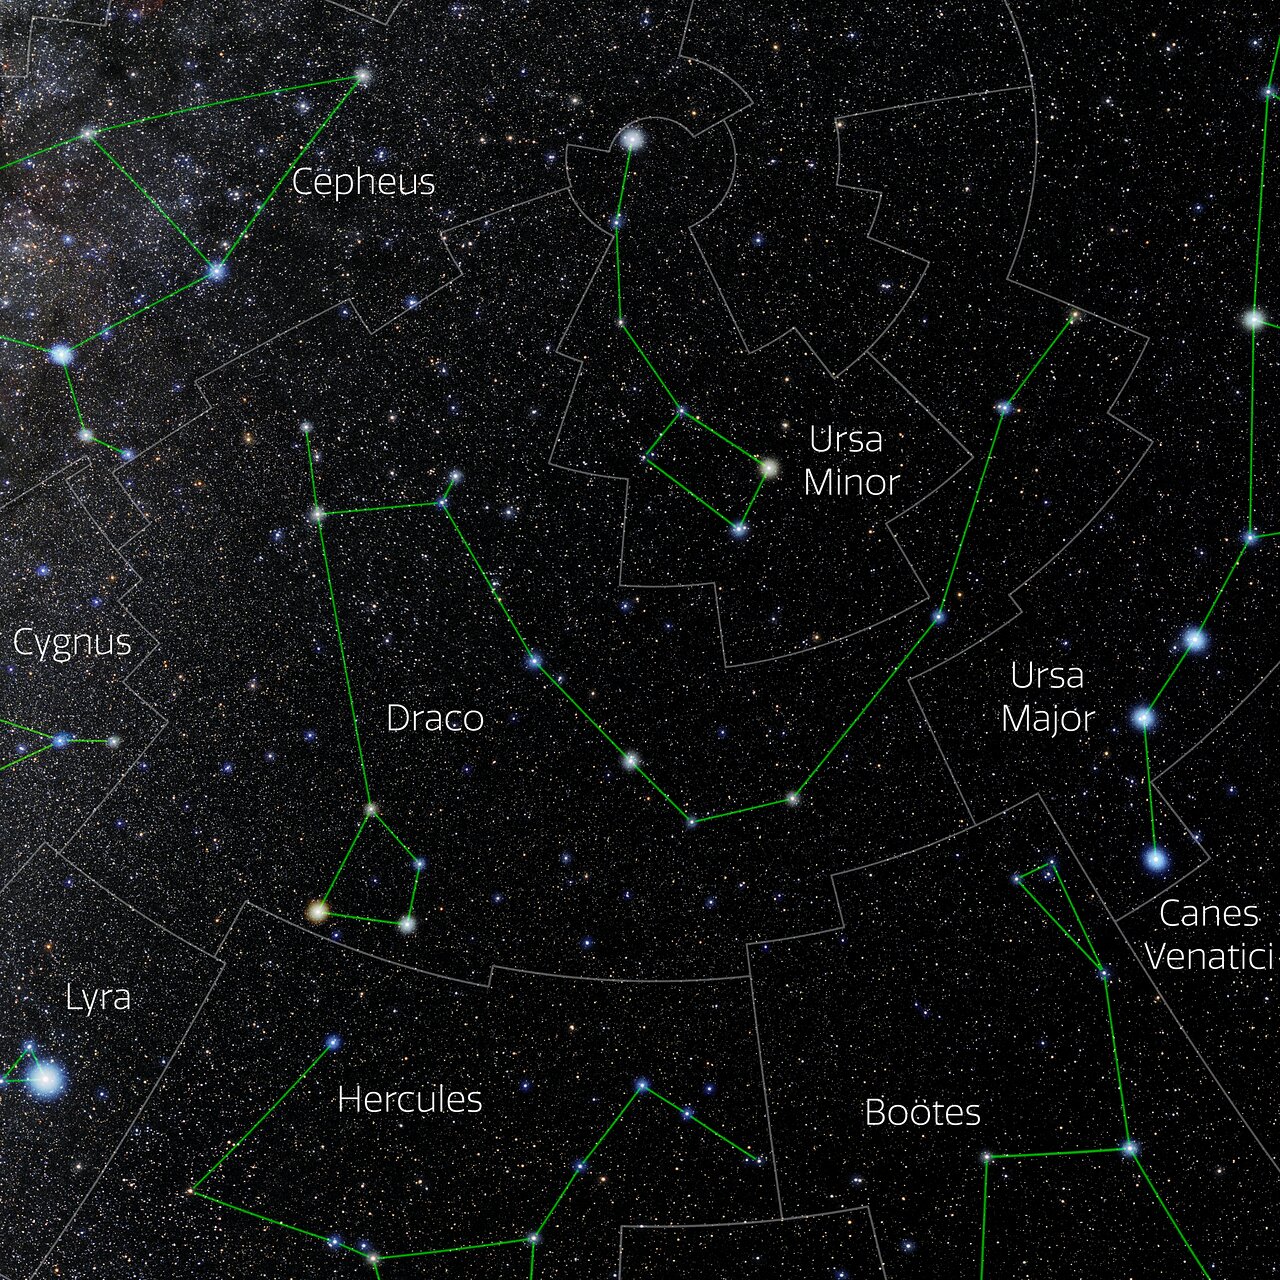 Cepheus
Ursa
Minor
Cygnus
Ursa
Major
Draco
Canes
Venatici
Lyra
Hercules
Boötes